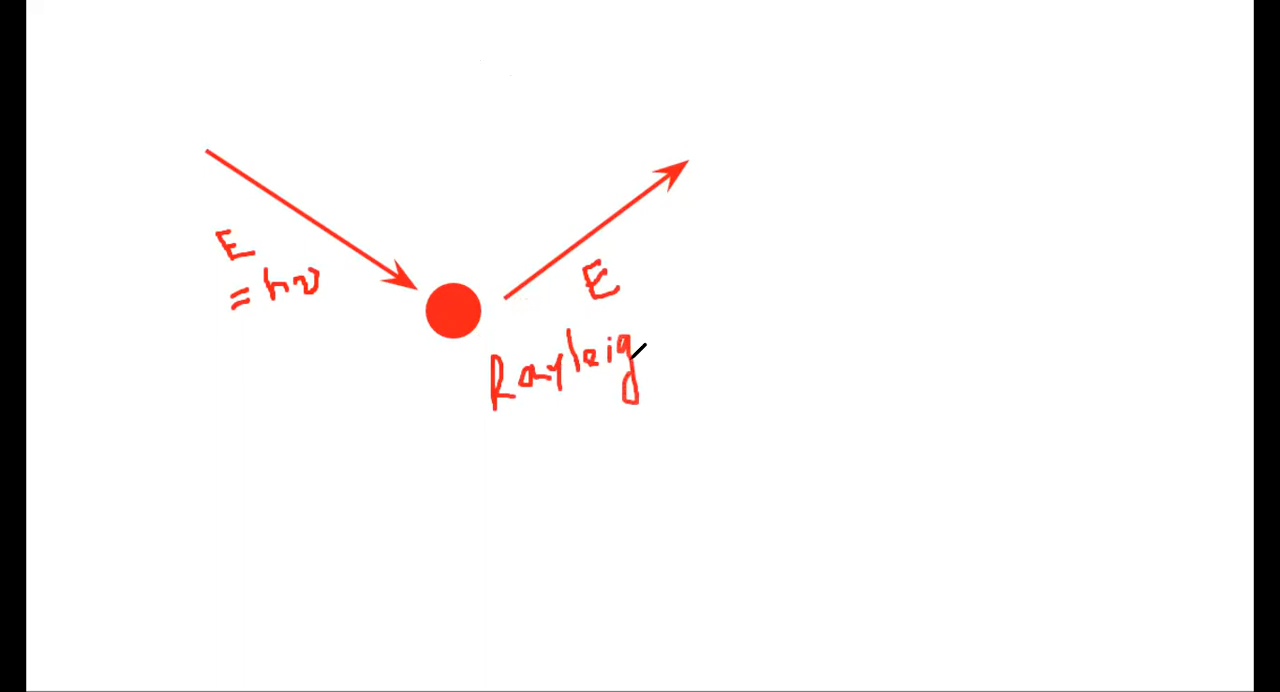 E
= hν
E
Rayleig